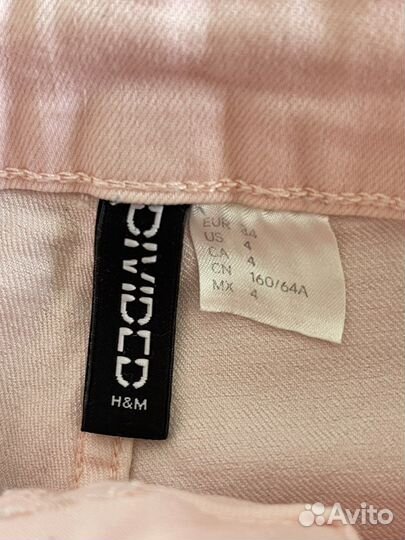 DIVIDED
H&M
EUR 34
US 4
CA 4
CN 160/64A
MX 4
Avito